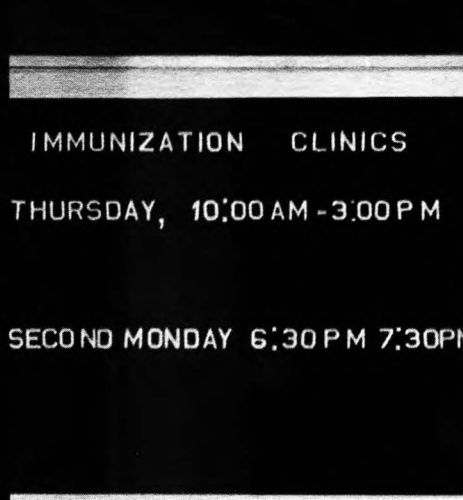 IMMUNIZATION CLINICS
THURSDAY, 10:00 AM - 3:00 PM
SECOND MONDAY 6:30 PM 7:30PM